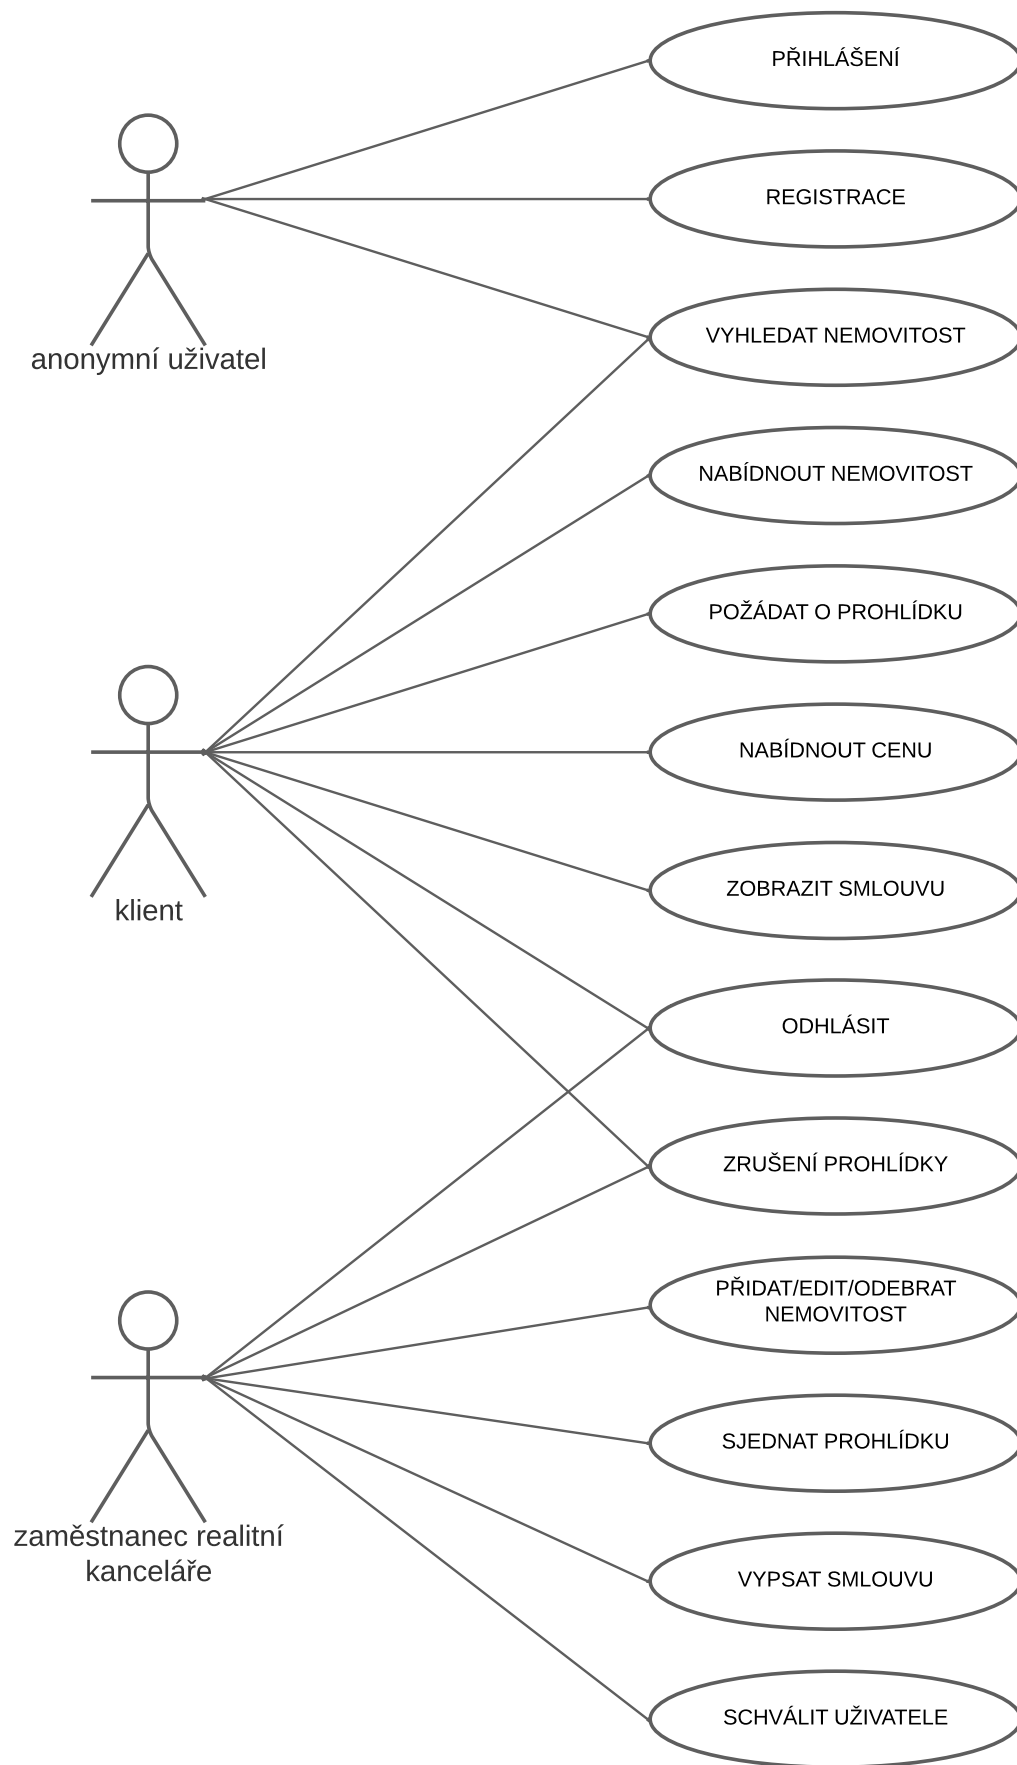 PŘIHLÁŠENÍ
REGISTRACE
VYHLEDAT NEMOVITOST
anonymní uživatel
NABÍDNOUT NEMOVITOST
POŽÁDAT O PROHLÍDKU
NABÍDNOUT CENU
ZOBRAZIT SMLOUVU
klient
ODHLÁSIT
ZRUŠENÍ PROHLÍDKY
PŘIDAT/EDIT/ODEBRAT
NEMOVITOST
SJEDNAT PROHLÍDKU
zaměstnanec realitní
kanceláře
VYPSAT SMLOUVU
SCHVÁLIT UŽIVATELE